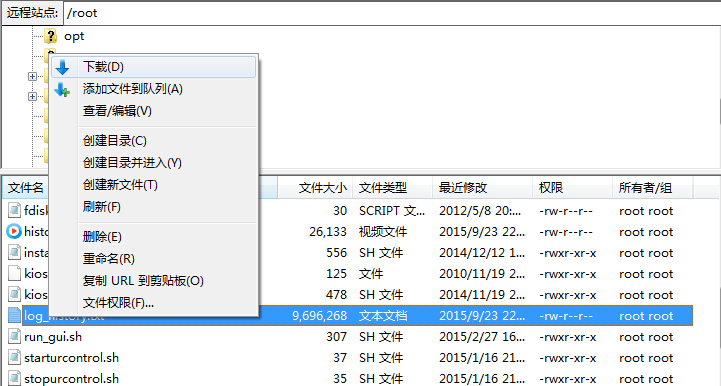 远程站点: /root
opt
下载(D)
添加文件到队列(A)
查看/编辑(V)
创建目录(C)
创建目录并进入(Y)
创建新文件(T)
刷新(F)
删除(E)
重命名(R)
复制 URL 到剪贴板(O)
文件权限(F)...
文件名 文件大小 文件类型 最近修改 权限 所有者/组
fdisk 30 SCRIPT 文... 2012/5/8 20:... -rw-r--r-- root root
histo 26,133 视频文件 2015/9/23 22... -rw-r--r-- root root
insta 556 SH 文件 2014/12/12 1... -rwxr-xr-x root root
kios 125 文件 2010/11/19 2... -rwxr-xr-x root root
kios 478 SH 文件 2014/11/19 2... -rwxr-xr-x root root
log_history.txt 9,696,268 文本文档 2015/9/23 22... -rw-r--r-- root root
run_gui.sh 307 SH 文件 2015/2/27 16... -rwxr-xr-x root root
starturcontrol.sh 37 SH 文件 2015/1/16 21... -rwxr-xr-x root root
stopurcontrol.sh 35 SH 文件 2015/1/16 21... -rwxr-xr-x root root